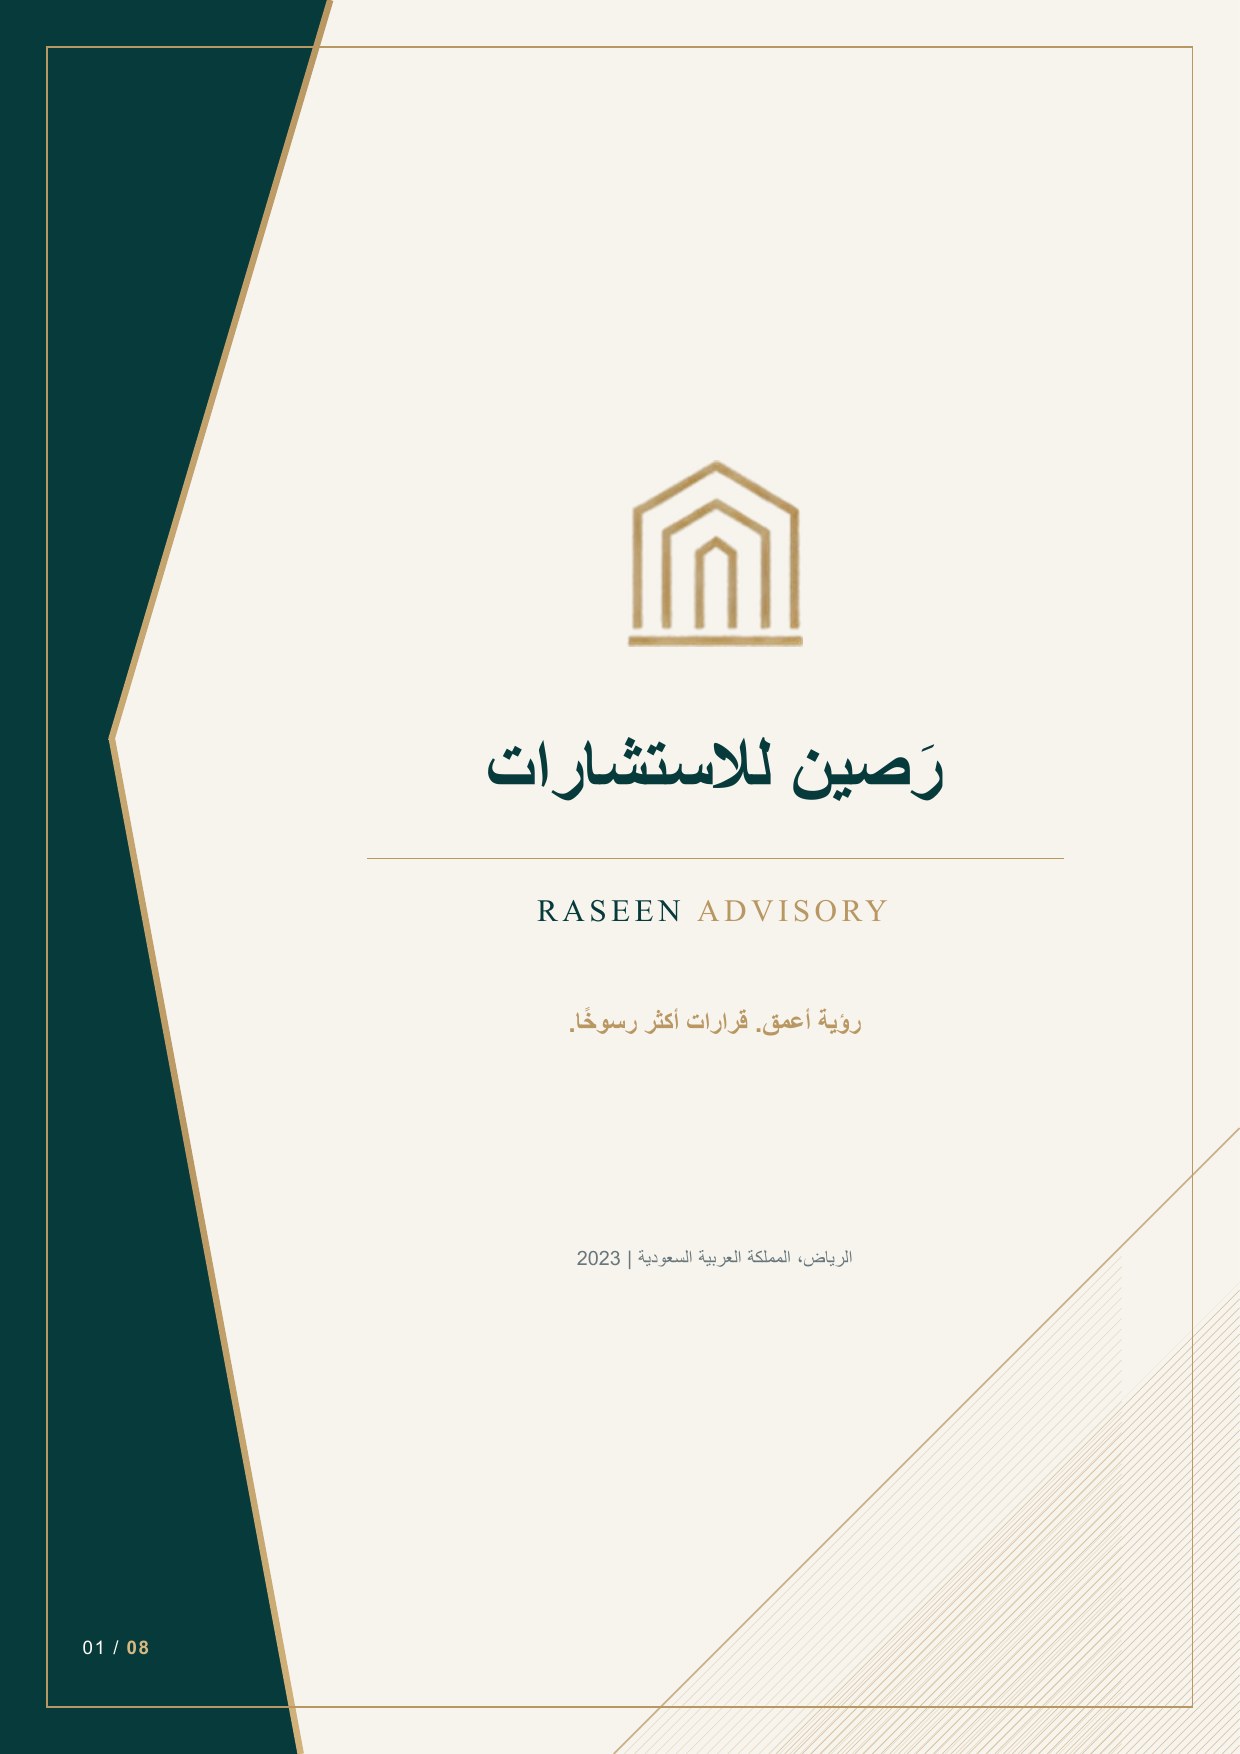 رَصين للاستشارات
RASEEN ADVISORY
رؤية أعمق. قرارات أكثر رسوخًا.
الرياض، المملكة العربية السعودية | 2023
01 / 08